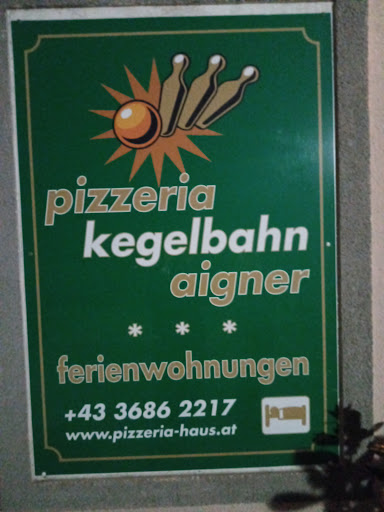 pizzeria
kegelbahn
aigner
* * *
ferienwohnungen
+43 3686 2217
www.pizzeria-haus.at